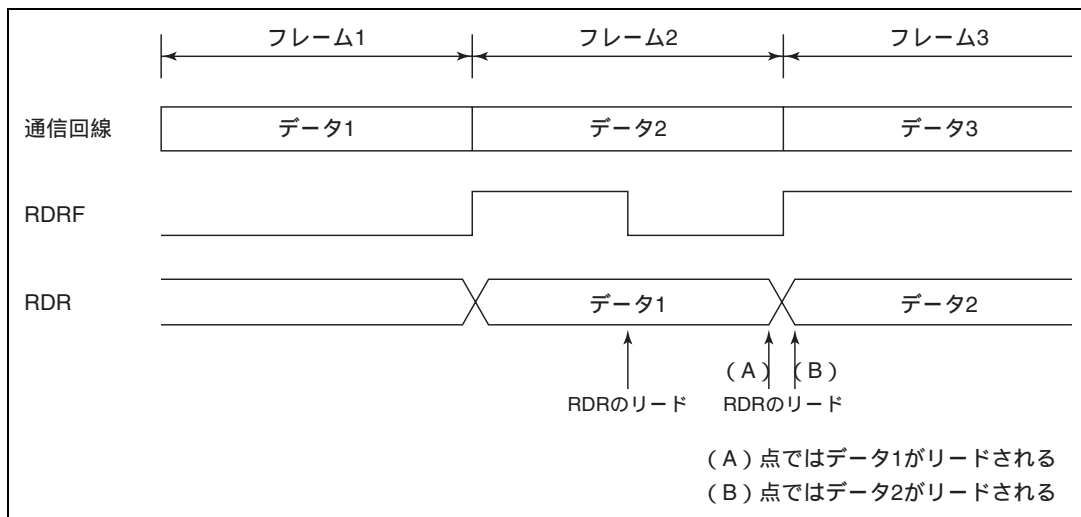 フレーム1 フレーム2 フレーム3
通信回線 データ1 データ2 データ3
RDRF
RDR データ1 データ2
(A) (B)
RDRのリード RDRのリード
(A)点ではデータ1がリードされる
(B)点ではデータ2がリードされる